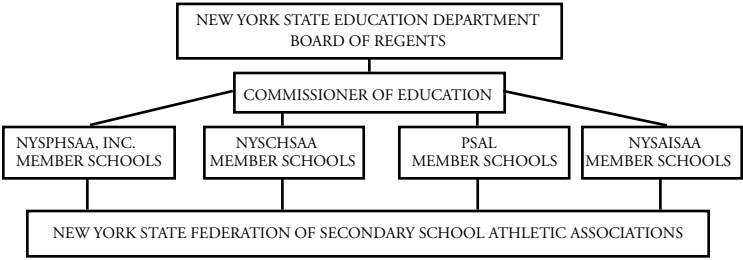 NEW YORK STATE EDUCATION DEPARTMENT
BOARD OF REGENTS
COMMISSIONER OF EDUCATION
NYSPHSAA, INC.
MEMBER SCHOOLS
NYSCHSAA
MEMBER SCHOOLS
PSAL
MEMBER SCHOOLS
NYSAISAA
MEMBER SCHOOLS
NEW YORK STATE FEDERATION OF SECONDARY SCHOOL ATHLETIC ASSOCIATIONS